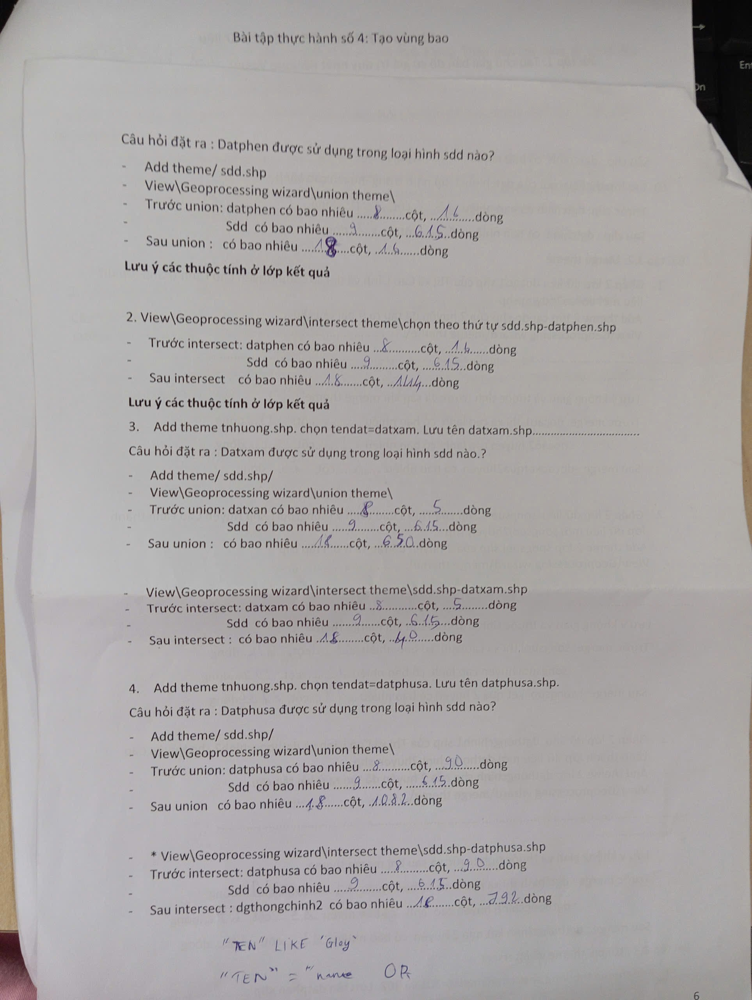 Bài tập thực hành số 4: Tạo vùng bao
Câu hỏi đặt ra : Datphen được sử dụng trong loại hình sdd nào?
- Add theme/ sdd.shp
- View\Geoprocessing wizard\union theme\
- Trước union: datphen có bao nhiêu .....8.........cột, ...16...........dòng
- Sdd có bao nhiêu ......9........cột, ...615..dòng
- Sau union : có bao nhiêu .....18....cột, ..16.......dòng
Lưu ý các thuộc tính ở lớp kết quả
2. View\Geoprocessing wizard\intersect theme\chọn theo thứ tự sdd.shp-datphen.shp
- Trước intersect: datphen có bao nhiêu ...8............cột, ...16......dòng
- Sdd có bao nhiêu ....9...........cột, ....615..dòng
- Sau intersect có bao nhiêu ..18.......cột, ..144...dòng
Lưu ý các thuộc tính ở lớp kết quả
3. Add theme tnhuong.shp. chọn tendat=datxam. Lưu tên datxam.shp...................................
Câu hỏi đặt ra : Datxam được sử dụng trong loại hình sdd nào.?
- Add theme/ sdd.shp/
- View\Geoprocessing wizard\union theme\
- Trước union: datxan có bao nhiêu ....8.........cột, .....5.........dòng
- Sdd có bao nhiêu .....9........cột, ...615...dòng
- Sau union : có bao nhiêu ....18......cột, ...650..dòng
- View\Geoprocessing wizard\intersect theme\sdd.shp-datxam.shp
- Trước intersect: datxam có bao nhiêu ..8............cột, ....5.........dòng
- Sdd có bao nhiêu .......9......cột, ..615...dòng
- Sau intersect : có bao nhiêu ..18.........cột, ..40......dòng
4. Add theme tnhuong.shp. chọn tendat=datphusa. Lưu tên datphusa.shp.
Câu hỏi đặt ra : Datphusa được sử dụng trong loại hình sdd nào?
- Add theme/ sdd.shp/
- View\Geoprocessing wizard\union theme\
- Trước union: datphusa có bao nhiêu ...8..........cột, ...90......dòng
- Sdd có bao nhiêu ......9.......cột, .....615..dòng
- Sau union có bao nhiêu ...18......cột, .1082..dòng
- * View\Geoprocessing wizard\intersect theme\sdd.shp-datphusa.shp
- Trước intersect: datphusa có bao nhiêu .....8.........cột, ...90......dòng
- Sdd có bao nhiêu .....9..........cột, ....615..dòng
- Sau intersect : dgthongchinh2 có bao nhiêu ..18.........cột, ...792..dòng
"TEN" LIKE 'Gley'
"TEN" = "name OR
6
On